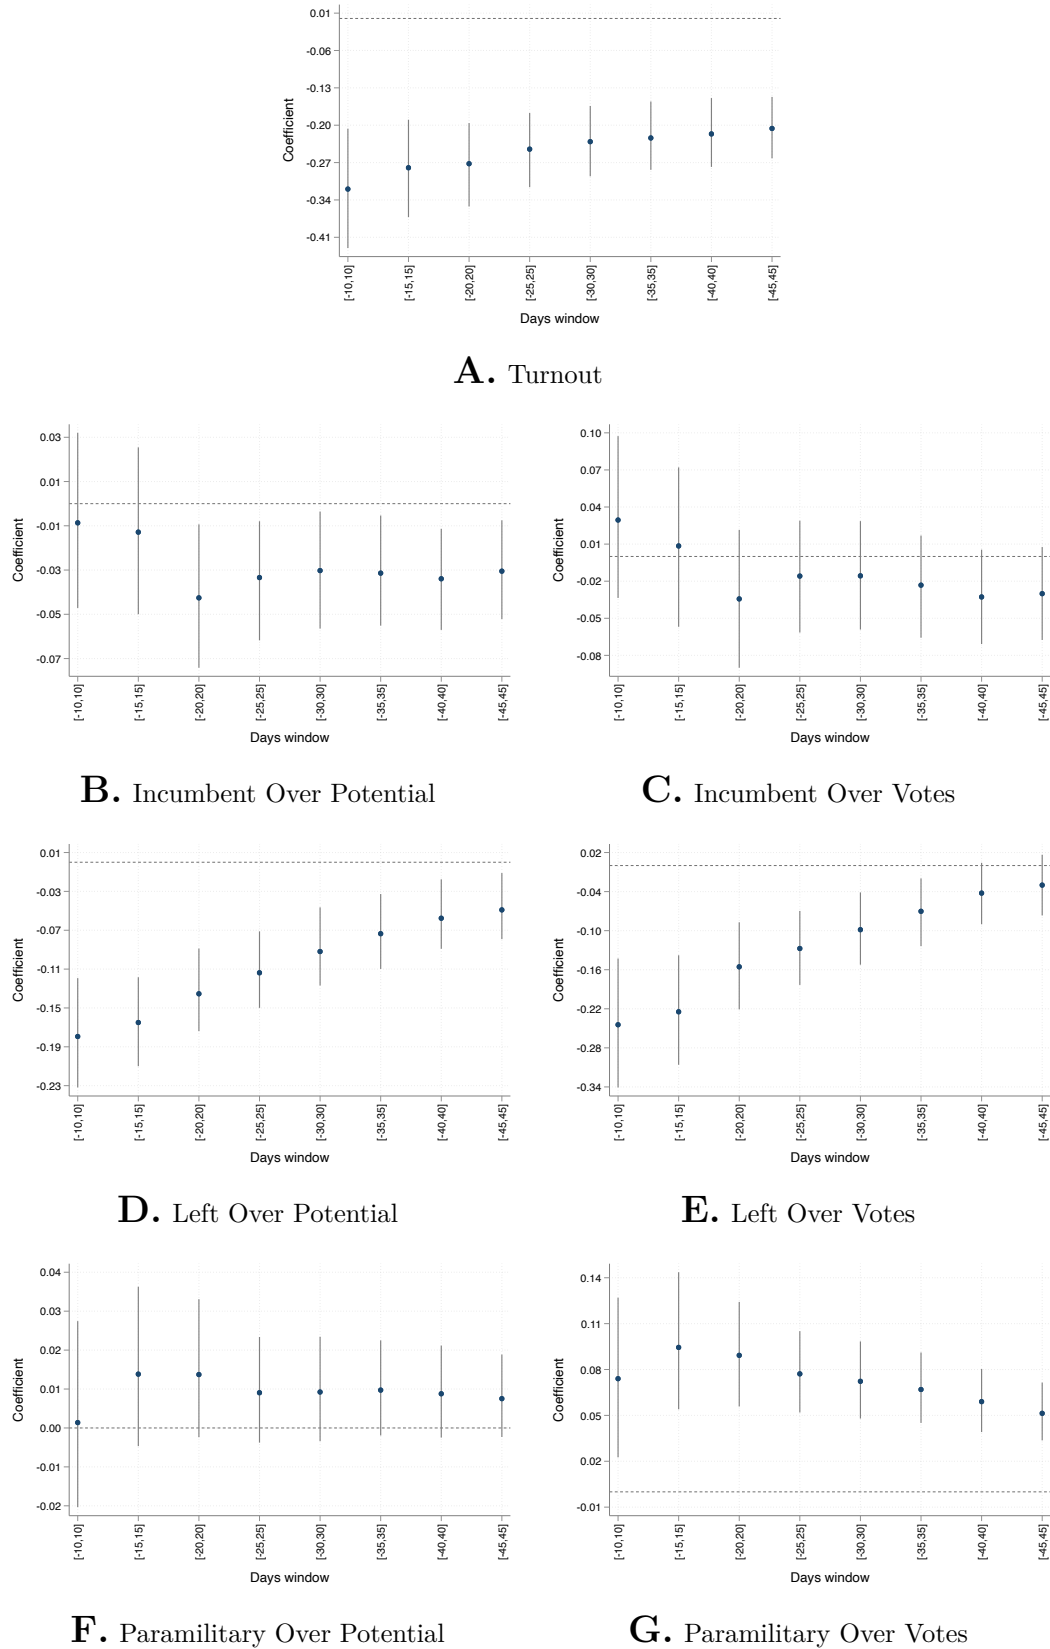 0.01
-0.06
-0.13
-0.20
-0.27
-0.34
-0.41
Coefficient
[-10,10] [-15,15] [-20,20] [-25,25] [-30,30] [-35,35] [-40,40] [-45,45]
Days window
A. Turnout
0.03
0.01
-0.01
-0.03
-0.05
-0.07
Coefficient
[-10,10] [-15,15] [-20,20] [-25,25] [-30,30] [-35,35] [-40,40] [-45,45]
Days window
B. Incumbent Over Potential
0.10
0.07
0.04
0.01
-0.02
-0.05
-0.08
Coefficient
[-10,10] [-15,15] [-20,20] [-25,25] [-30,30] [-35,35] [-40,40] [-45,45]
Days window
C. Incumbent Over Votes
0.01
-0.03
-0.07
-0.11
-0.15
-0.19
-0.23
Coefficient
[-10,10] [-15,15] [-20,20] [-25,25] [-30,30] [-35,35] [-40,40] [-45,45]
Days window
D. Left Over Potential
0.02
-0.04
-0.10
-0.16
-0.22
-0.28
-0.34
Coefficient
[-10,10] [-15,15] [-20,20] [-25,25] [-30,30] [-35,35] [-40,40] [-45,45]
Days window
E. Left Over Votes
0.04
0.03
0.02
0.01
0.00
-0.01
-0.02
Coefficient
[-10,10] [-15,15] [-20,20] [-25,25] [-30,30] [-35,35] [-40,40] [-45,45]
Days window
F. Paramilitary Over Potential
0.14
0.11
0.08
0.05
0.02
-0.01
Coefficient
[-10,10] [-15,15] [-20,20] [-25,25] [-30,30] [-35,35] [-40,40] [-45,45]
Days window
G. Paramilitary Over Votes